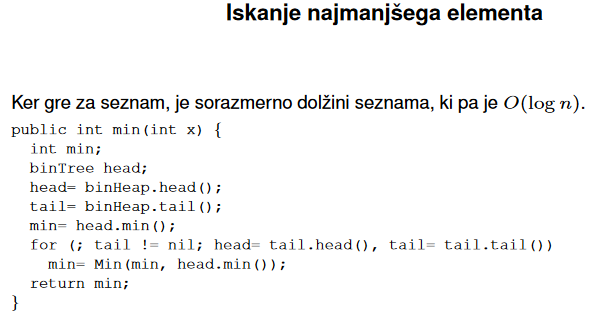 Iskanje najmanjšega elementa
Ker gre za seznam, je sorazmerno dolžini seznama, ki pa je O(log n).
public int min(int x) {
  int min;
  binTree head;
  head= binHeap.head();
  tail= binHeap.tail();
  min= head.min();
  for (; tail != nil; head= tail.head(), tail= tail.tail())
    min= Min(min, head.min());
  return min;
}